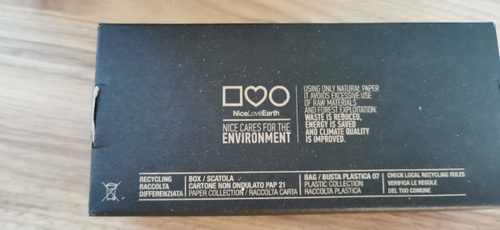 NiceLoveEarth
NICE CARES FOR THE
ENVIRONMENT
USING ONLY NATURAL PAPER
IT AVOIDS EXCESSIVE USE
OF RAW MATERIALS
AND FOREST EXPLOITATION.
WASTE IS REDUCED,
ENERGY IS SAVED
AND CLIMATE QUALITY
IS IMPROVED.
RECYCLING
RACCOLTA
DIFFERENZIATA
BOX / SCATOLA
CARTONE NON ONDULATO PAP 21
PAPER COLLECTION / RACCOLTA CARTA
BAG / BUSTA PLASTICA 07
PLASTIC COLLECTION
RACCOLTA PLASTICA
CHECK LOCAL RECYCLING RULES
VERIFICA LE REGOLE
DEL TUO COMUNE